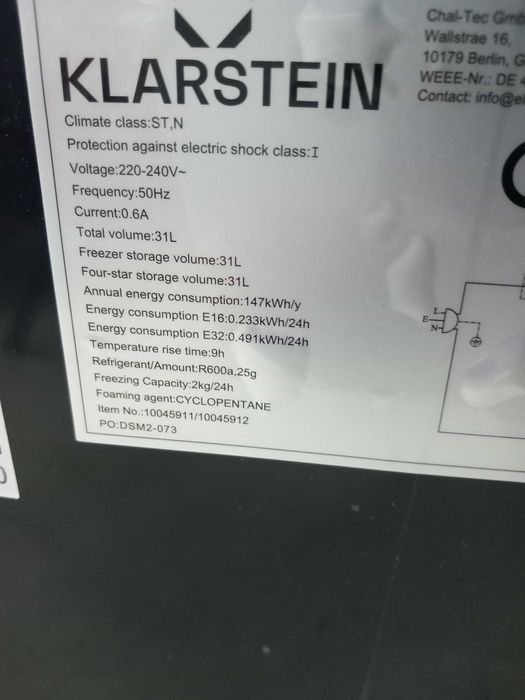 KLARSTEIN
Chal-Tec
Wallstrae 16,
10179 Berlin,
WEEE-Nr.: DE
Contact:
Climate class:ST,N
Protection against electric shock class:I
Voltage:220-240V~
Frequency:50Hz
Current:0.6A
Total volume:31L
Freezer storage volume:31L
Four-star storage volume:31L
Annual energy consumption:147kWh/y
Energy consumption E16:0.233kWh/24h
Energy consumption E32:0.491kWh/24h
Temperature rise time:9h
Refrigerant/Amount:R600a,25g
Freezing Capacity:2kg/24h
Foaming agent:CYCLOPENTANE
Item No.:10045911/10045912
PO:DSM2-073
L
E
N